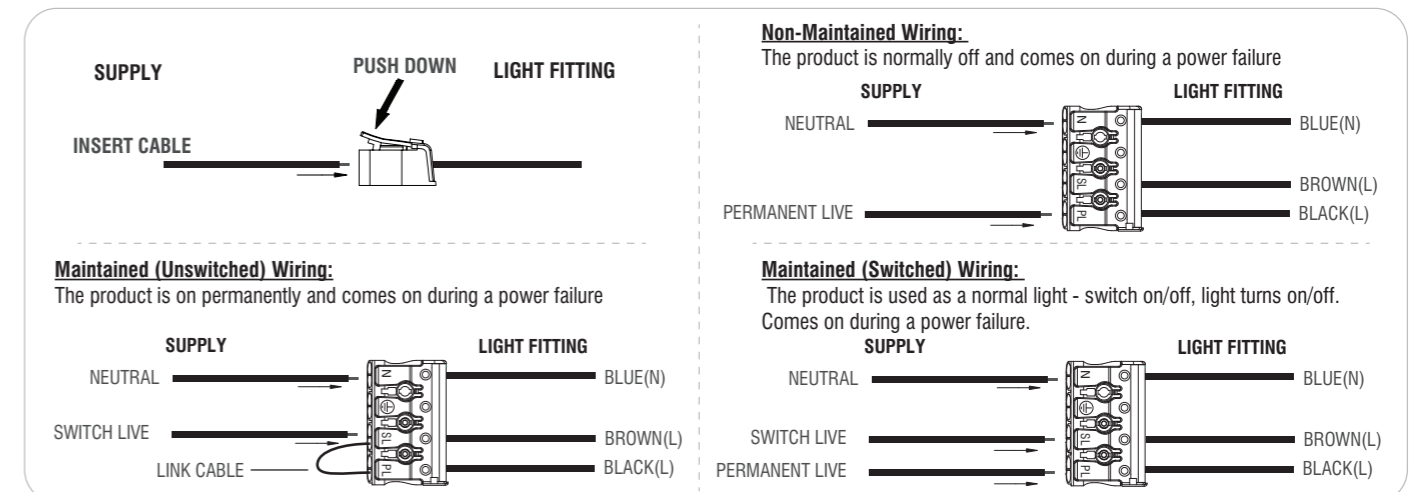 SUPPLY
PUSH DOWN
LIGHT FITTING
INSERT CABLE
Non-Maintained Wiring:
The product is normally off and comes on during a power failure
SUPPLY
LIGHT FITTING
NEUTRAL
N
BLUE(N)
SL
BROWN(L)
PERMANENT LIVE
PL
BLACK(L)
Maintained (Unswitched) Wiring:
The product is on permanently and comes on during a power failure
SUPPLY
LIGHT FITTING
NEUTRAL
N
BLUE(N)
SWITCH LIVE
SL
BROWN(L)
LINK CABLE
PL
BLACK(L)
Maintained (Switched) Wiring:
The product is used as a normal light - switch on/off, light turns on/off.
Comes on during a power failure.
SUPPLY
LIGHT FITTING
NEUTRAL
N
BLUE(N)
SWITCH LIVE
SL
BROWN(L)
PERMANENT LIVE
PL
BLACK(L)